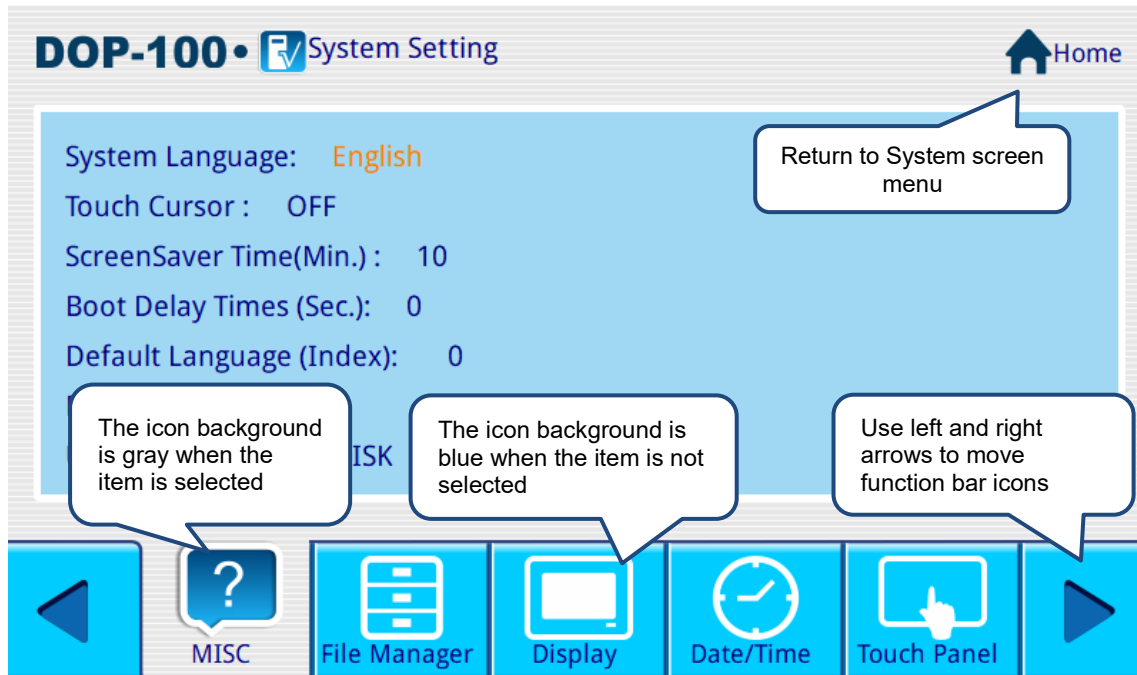 DOP-100• System Setting
Home
System Language: English
Return to System screen
menu
Touch Cursor : OFF
ScreenSaver Time(Min.) : 10
Boot Delay Times (Sec.): 0
Default Language (Index): 0
The icon background
is gray when the
item is selected
ISK
The icon background is
blue when the item is not
selected
Use left and right
arrows to move
function bar icons
?
MISC
File Manager
Display
Date/Time
Touch Panel